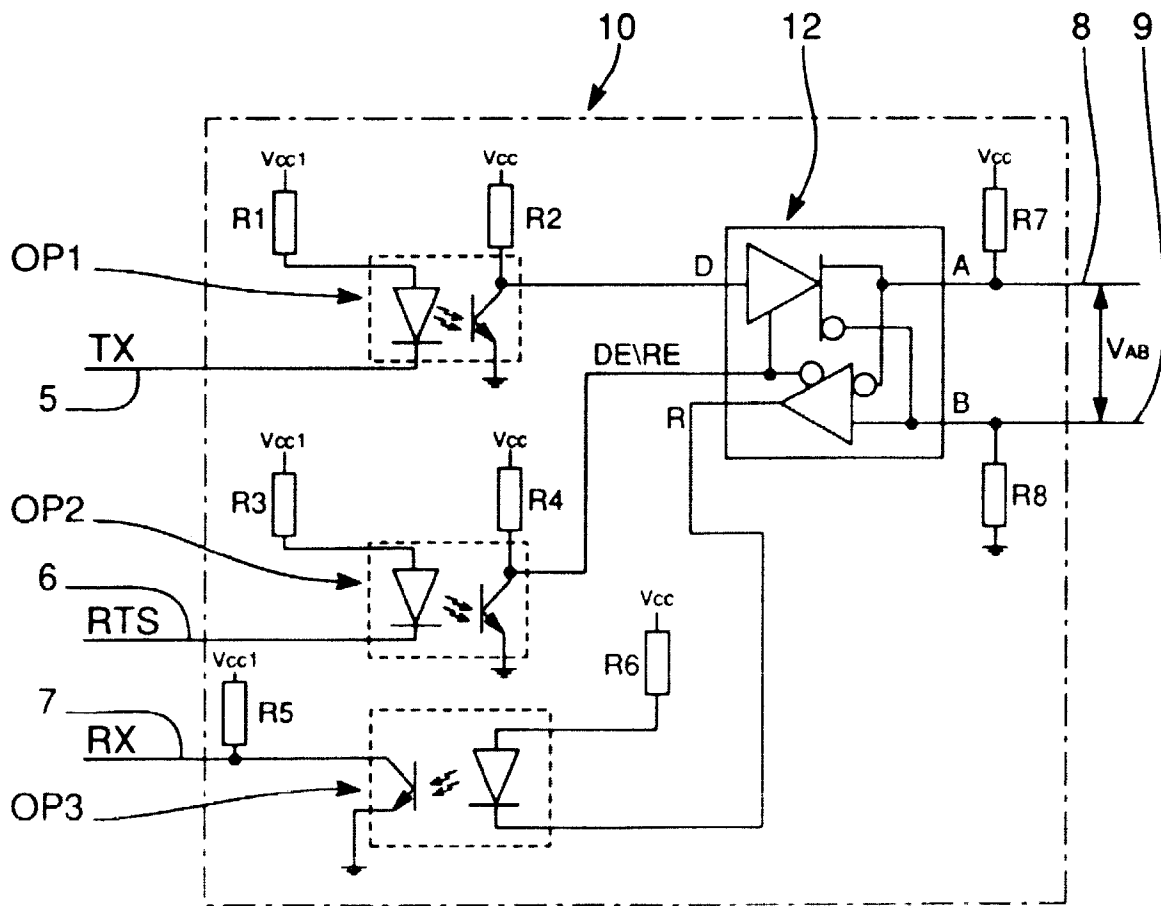 10 12 8 9
Vcc1 Vcc Vcc
R1 R2 R7
OP1 D A
TX DE\RE VAB
5 R B
Vcc1 Vcc
R3 R4 R8
OP2
6 Vcc
RTS R6
Vcc1
7 R5
RX
OP3